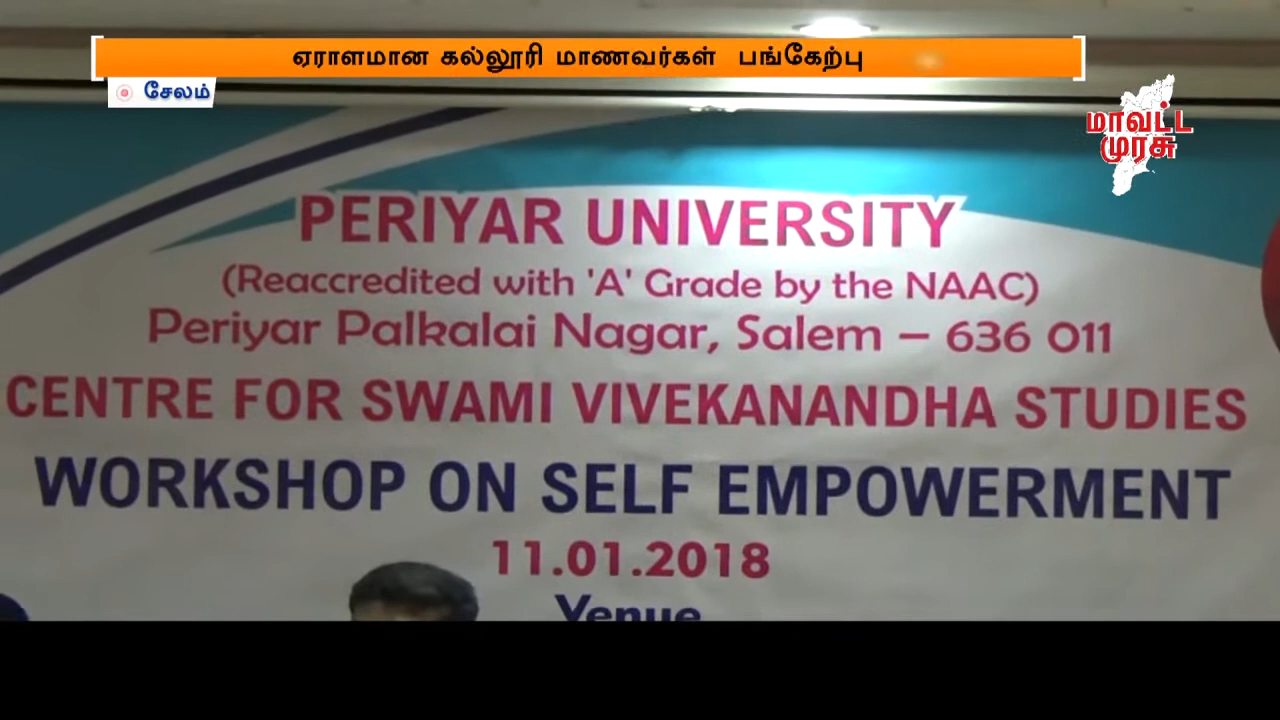 ஏராளமான கல்லூரி மாணவர்கள் பங்கேற்பு
சேலம்
மாவட்ட
முரசு
PERIYAR UNIVERSITY
(Reaccredited with 'A' Grade by the NAAC)
Periyar Palkalai Nagar, Salem – 636 011
CENTRE FOR SWAMI VIVEKANANDHA STUDIES
WORKSHOP ON SELF EMPOWERMENT
11.01.2018
Venue